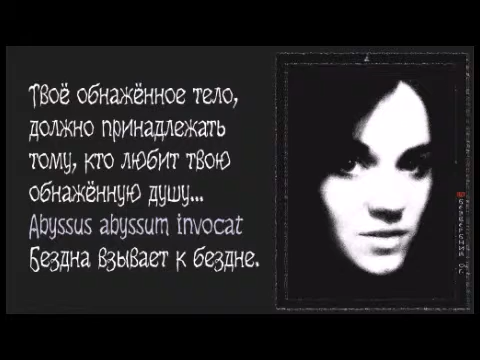 Твоё обнажённое тело,
должно принадлежать
тому, кто любит твою
обнажённую душу...
Abyssus abyssum invocat
Бездна взывает к бездне.